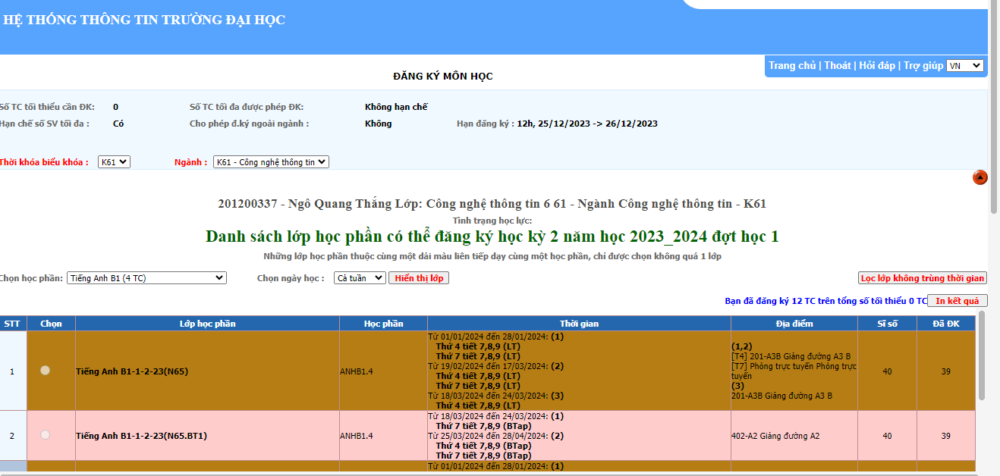 HỆ THỐNG THÔNG TIN TRƯỜNG ĐẠI HỌC
Trang chủ | Thoát | Hỏi đáp | Trợ giúp VN
ĐĂNG KÝ MÔN HỌC
Số TC tối thiểu cần ĐK: 0 Số TC tối đa được phép ĐK: Không hạn chế
Hạn chế số SV tối đa : Có Cho phép đ.ký ngoài ngành : Không Hạn đăng ký : 12h, 25/12/2023 -> 26/12/2023
Thời khóa biểu khóa : K61 Ngành : K61 - Công nghệ thông tin
201200337 - Ngô Quang Thắng Lớp: Công nghệ thông tin 6 61 - Ngành Công nghệ thông tin - K61
Tình trạng học lực:
Danh sách lớp học phần có thể đăng ký học kỳ 2 năm học 2023_2024 đợt học 1
Những lớp học phần thuộc cùng một dải màu liên tiếp dạy cùng một học phần, chỉ được chọn không quá 1 lớp
Chọn học phần: Tiếng Anh B1 (4 TC) Chọn ngày học : Cả tuần Hiển thị lớp Lọc lớp không trùng thời gian
Bạn đã đăng ký 12 TC trên tổng số tối thiểu 0 TC In kết quả
STT Chọn Lớp học phần Học phần Thời gian Địa điểm Sĩ số Đã ĐK
1 Tiếng Anh B1-1-2-23(N65) ANHB1.4
Từ 01/01/2024 đến 28/01/2024: (1)
Thứ 4 tiết 7,8,9 (LT)
Thứ 7 tiết 7,8,9 (LT)
Từ 19/02/2024 đến 17/03/2024: (2)
Thứ 4 tiết 7,8,9 (LT)
Thứ 7 tiết 7,8,9 (LT)
Từ 18/03/2024 đến 24/03/2024: (3)
Thứ 4 tiết 7,8,9 (LT)
(1,2)
[T4] 201-A3B Giảng đường A3 B
[T7] Phòng trực tuyến Phòng trực
tuyến
(3)
201-A3B Giảng đường A3 B
40 39
2 Tiếng Anh B1-1-2-23(N65.BT1) ANHB1.4
Từ 18/03/2024 đến 24/03/2024: (1)
Thứ 7 tiết 7,8,9 (BTap)
Từ 25/03/2024 đến 28/04/2024: (2)
Thứ 4 tiết 7,8,9 (BTap)
Thứ 7 tiết 7,8,9 (BTap)
402-A2 Giảng đường A2
40 39
Từ 01/01/2024 đến 28/01/2024: (1)